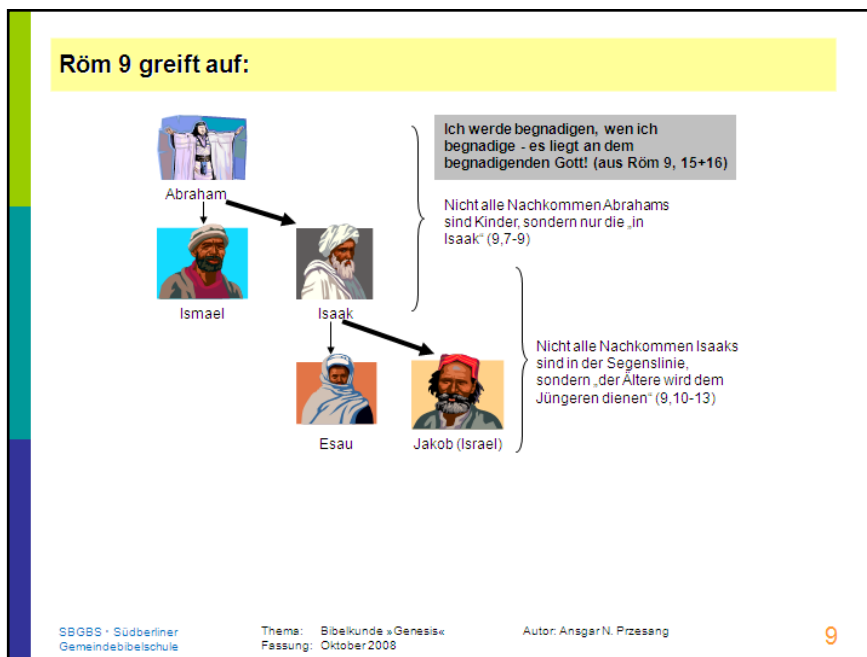 Röm 9 greift auf:
Ich werde begnadigen, wen ich
begnadige - es liegt an dem
begnadigenden Gott! (aus Röm 9, 15+16)
Abraham
Nicht alle Nachkommen Abrahams
sind Kinder, sondern nur die „in
Isaak“ (9,7-9)
Ismael
Isaak
Nicht alle Nachkommen Isaaks
sind in der Segenslinie,
sondern „der Ältere wird dem
Jüngeren dienen“ (9,10-13)
Esau
Jakob (Israel)
SBGBS · Südberliner
Gemeindebibelschule
Thema: Bibelkunde »Genesis«
Fassung: Oktober 2008
Autor: Ansgar N. Przesang
9